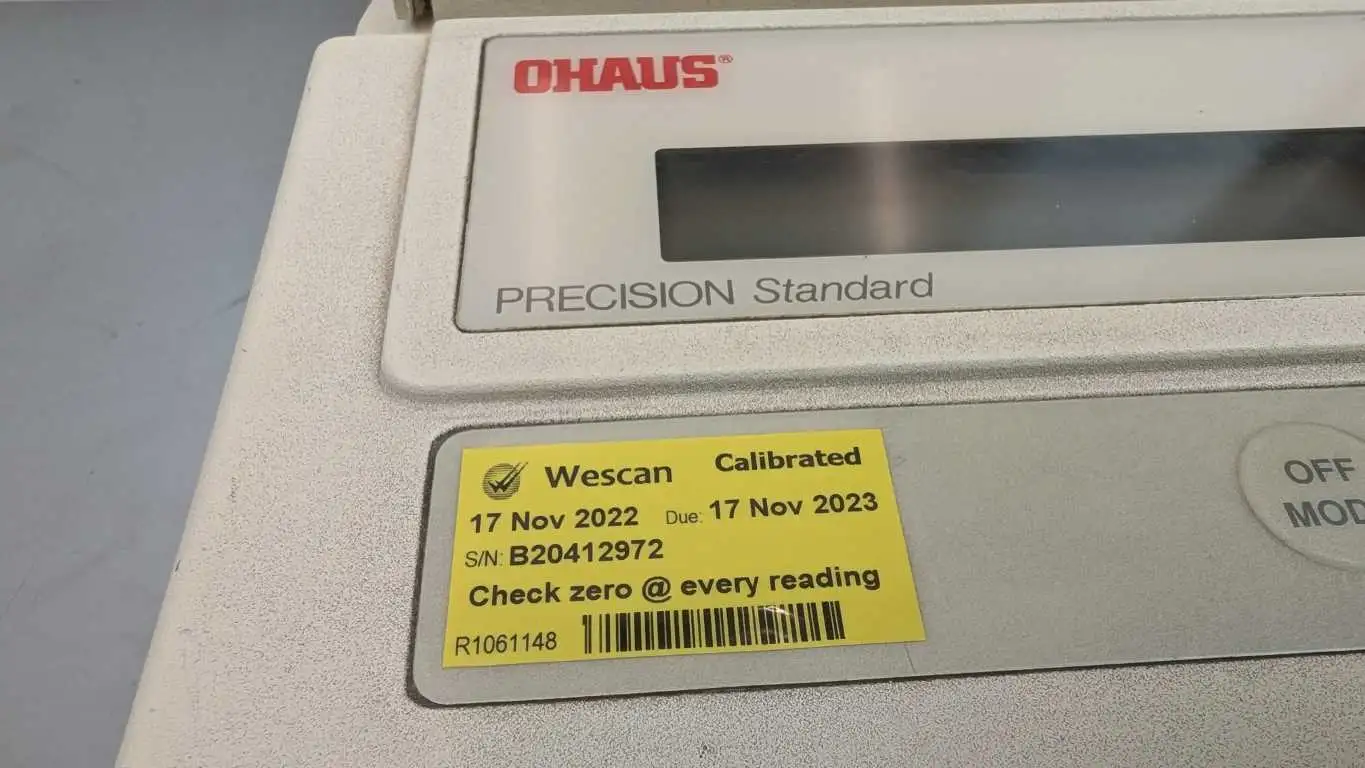 OHAUS®
PRECISION Standard
Wescan Calibrated
17 Nov 2022 Due: 17 Nov 2023
S/N: B20412972
Check zero @ every reading
R1061148
OFF